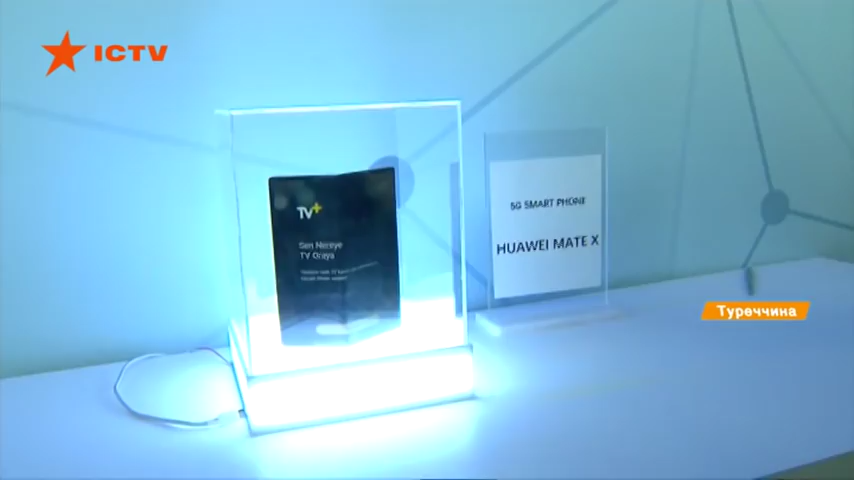 ICTV
TV+
Sen Nereye
TV Oraya
5G SMART PHONE
HUAWEI MATE X
Туреччина